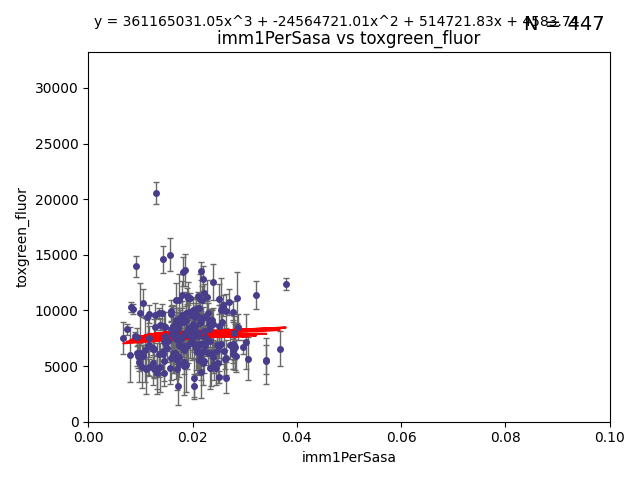 y = 361165031.05x^3 + -24564721.01x^2 + 514721.83x +
N = 447
imm1PerSasa vs toxgreen_fluor
30000
25000
20000
15000
10000
5000
0
toxgreen_fluor
0.00 0.02 0.04 0.06 0.08 0.10
imm1PerSasa